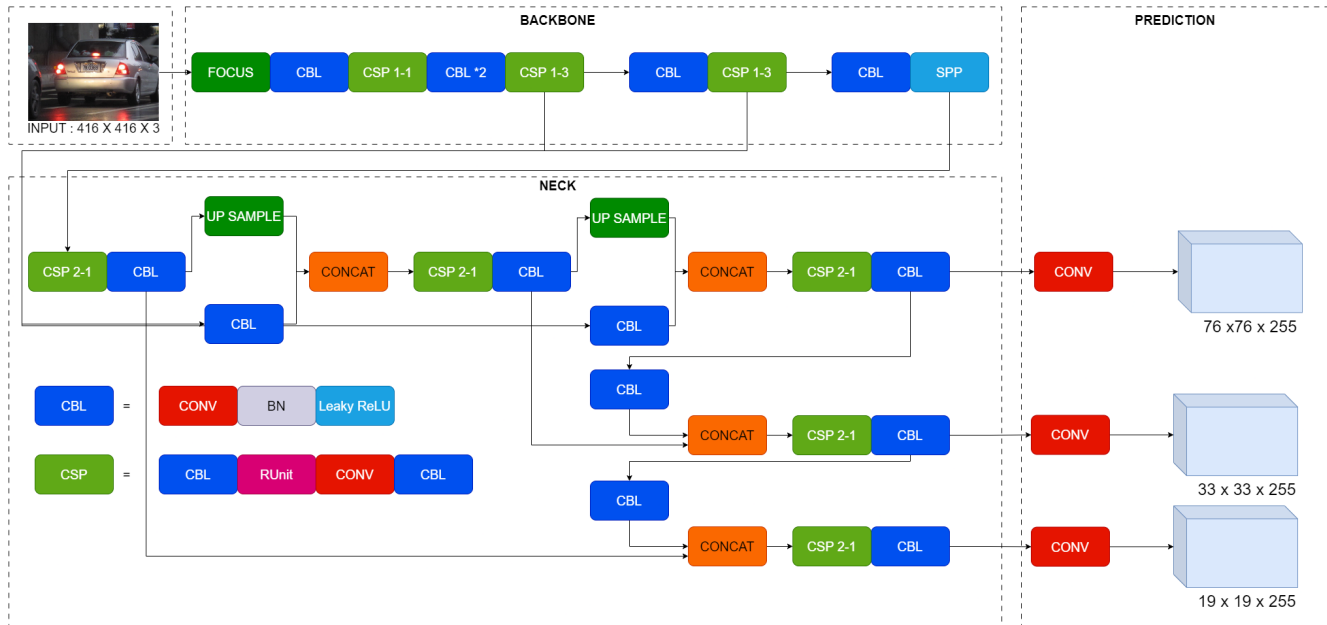 BACKBONE
PREDICTION
FOCUS
CBL
CSP 1-1
CBL *2
CSP 1-3
CBL
CSP 1-3
CBL
SPP
INPUT : 416 X 416 X 3
NECK
UP SAMPLE
UP SAMPLE
CSP 2-1
CBL
CONCAT
CSP 2-1
CBL
CONCAT
CSP 2-1
CBL
CONV
CBL
CBL
76 x76 x 255
CBL
=
CONV
BN
Leaky ReLU
CBL
CONCAT
CSP 2-1
CBL
CONV
CSP
=
CBL
RUnit
CONV
CBL
CBL
33 x 33 x 255
CONCAT
CSP 2-1
CBL
CONV
19 x 19 x 255